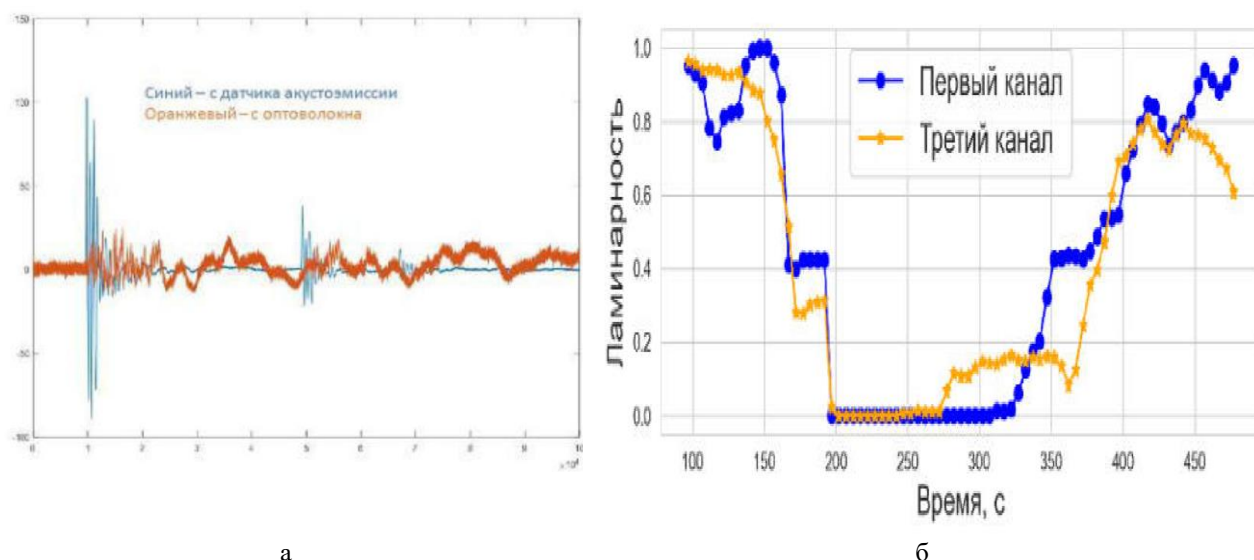 150
100
50
0
-50
-100
Синий – с датчика акустоэмиссии
Оранжевый – с оптоволокна
0 1 2 3 4 5 6 7 8 9 10
×10⁴
а
Ламинарность
1.0
0.8
0.6
0.4
0.2
0.0
Первый канал
Третий канал
100 150 200 250 300 350 400 450
Время, с
б